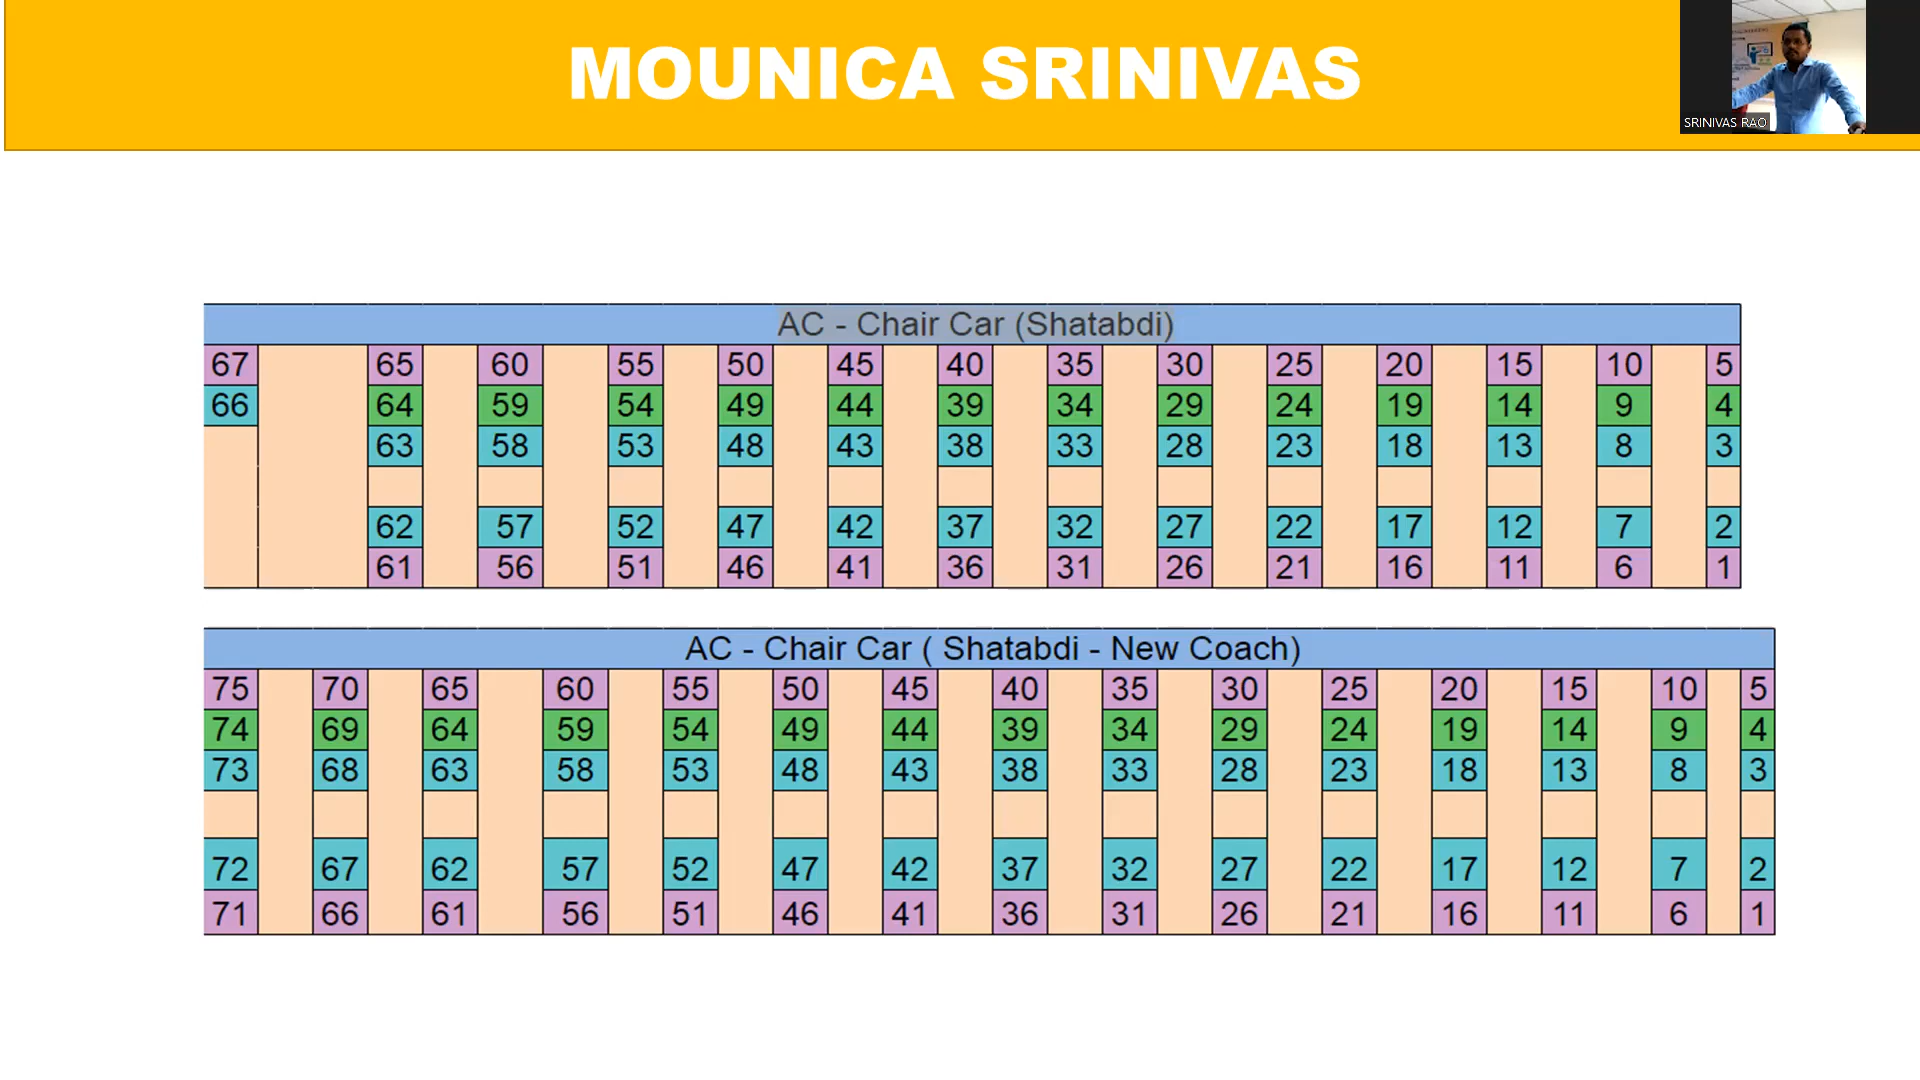 MOUNICA SRINIVAS
SRINIVAS RAO
AC - Chair Car (Shatabdi)
67 65 60 55 50 45 40 35 30 25 20 15 10 5
66 64 59 54 49 44 39 34 29 24 19 14 9 4
63 58 53 48 43 38 33 28 23 18 13 8 3
62 57 52 47 42 37 32 27 22 17 12 7 2
61 56 51 46 41 36 31 26 21 16 11 6 1
AC - Chair Car ( Shatabdi - New Coach)
75 70 65 60 55 50 45 40 35 30 25 20 15 10 5
74 69 64 59 54 49 44 39 34 29 24 19 14 9 4
73 68 63 58 53 48 43 38 33 28 23 18 13 8 3
72 67 62 57 52 47 42 37 32 27 22 17 12 7 2
71 66 61 56 51 46 41 36 31 26 21 16 11 6 1